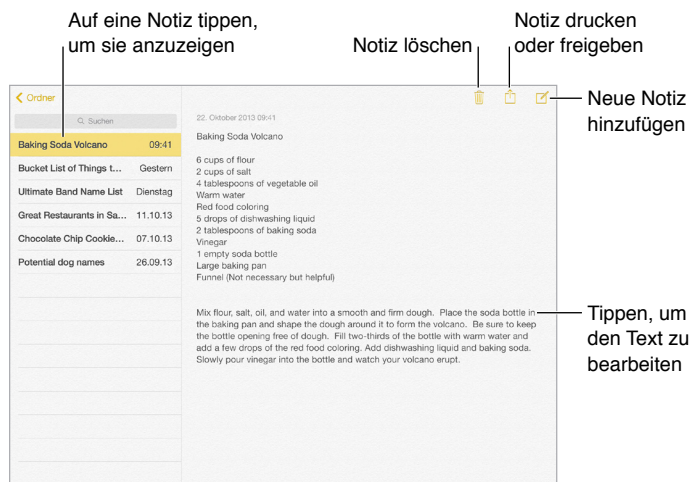 Auf eine Notiz tippen,
um sie anzuzeigen
Notiz löschen
Notiz drucken
oder freigeben
Neue Notiz
hinzufügen
Ordner
Suchen
Baking Soda Volcano 09:41
Bucket List of Things t... Gestern
Ultimate Band Name List Dienstag
Great Restaurants in Sa... 11.10.13
Chocolate Chip Cookie... 07.10.13
Potential dog names 26.09.13
22. Oktober 2013 09:41
Baking Soda Volcano
6 cups of flour
2 cups of salt
4 tablespoons of vegetable oil
Warm water
Red food coloring
5 drops of dishwashing liquid
2 tablespoons of baking soda
Vinegar
1 empty soda bottle
Large baking pan
Funnel (Not necessary but helpful)
Mix flour, salt, oil, and water into a smooth and firm dough. Place the soda bottle in
the baking pan and shape the dough around it to form the volcano. Be sure to keep
the bottle opening free of dough. Fill two-thirds of the bottle with warm water and
add a few drops of the red food coloring. Add dishwashing liquid and baking soda.
Slowly pour vinegar into the bottle and watch your volcano erupt.
Tippen, um
den Text zu
bearbeiten